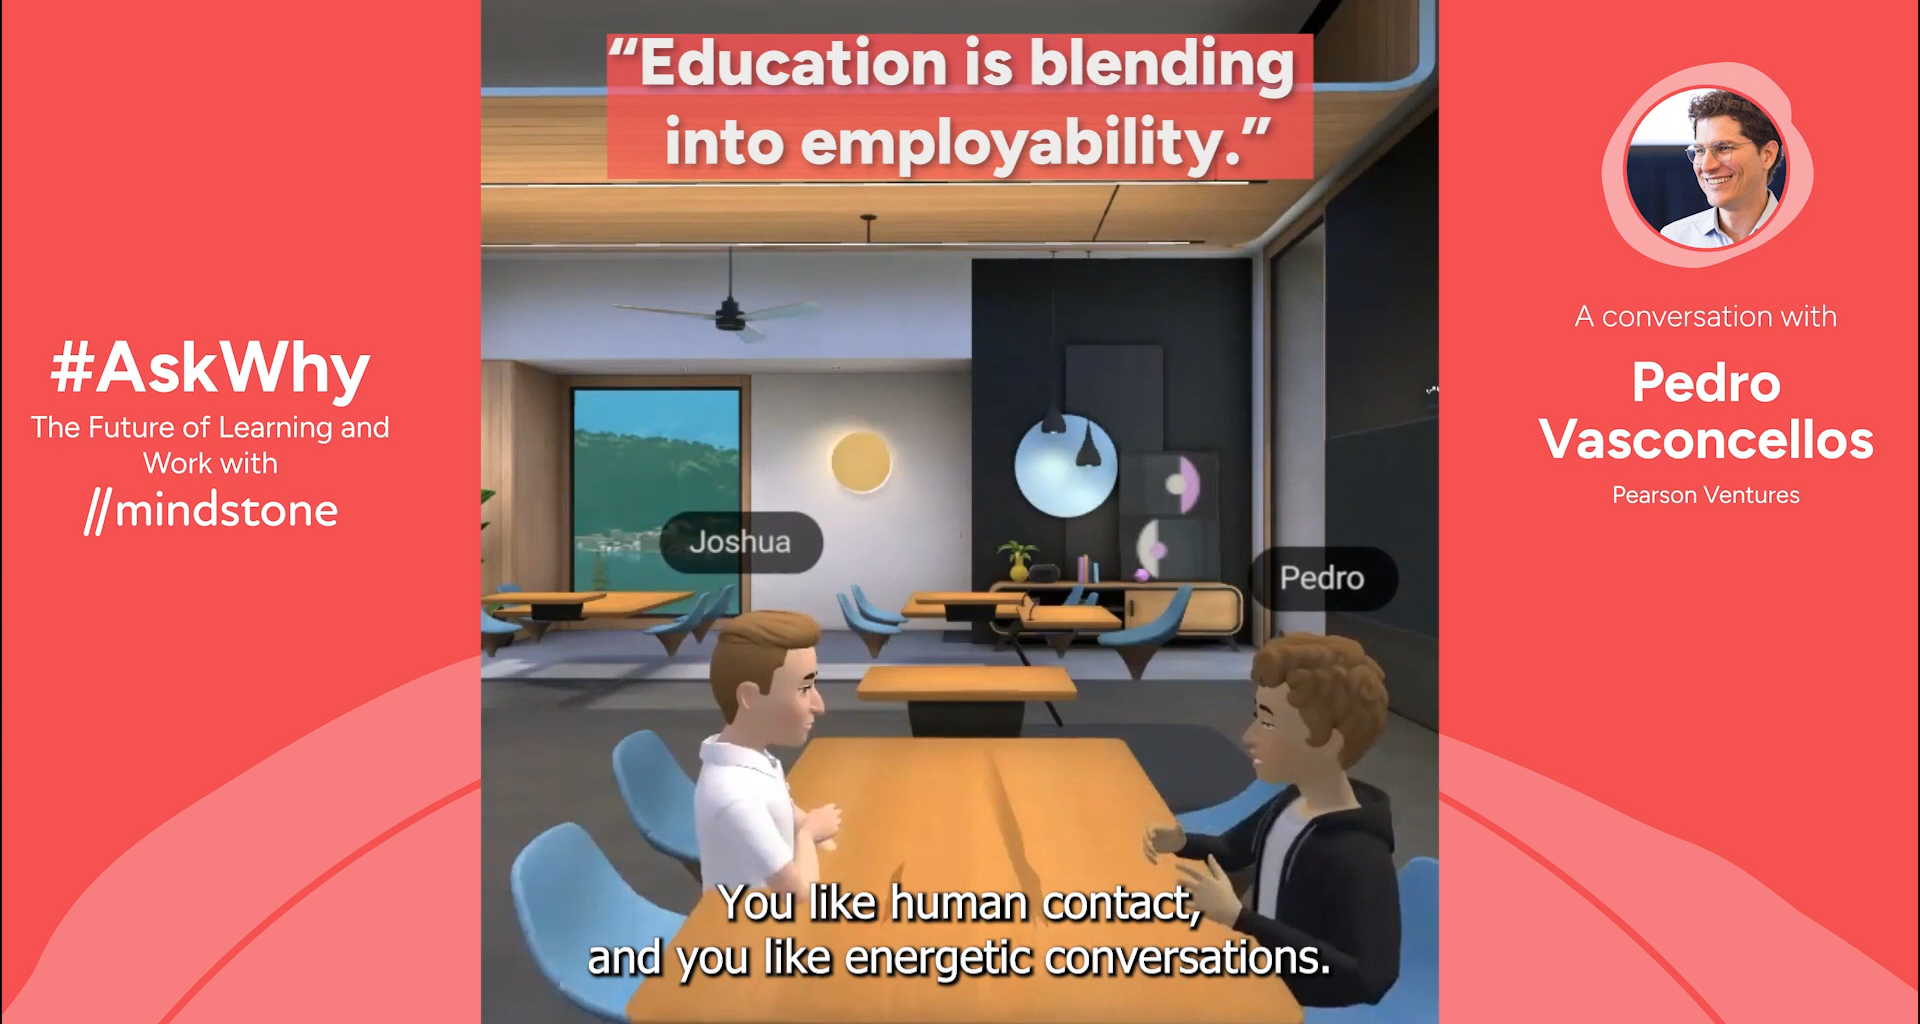 “Education is blending
into employability.”
#AskWhy
The Future of Learning and
Work with
//mindstone
A conversation with
Pedro
Vasconcellos
Pearson Ventures
Joshua
Pedro
You like human contact,
and you like energetic conversations.